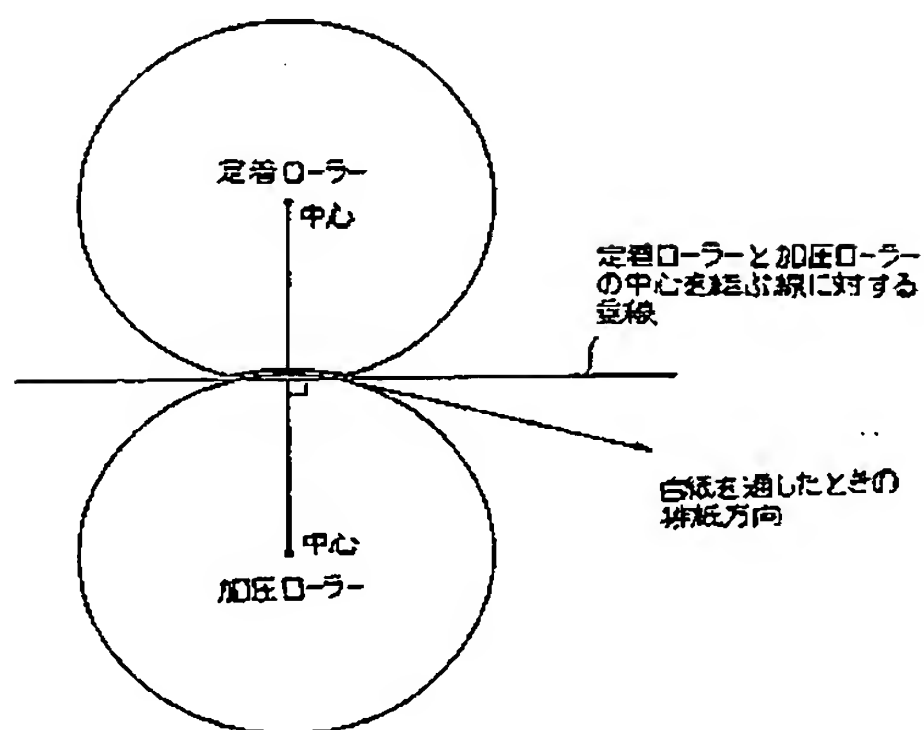 定着ローラー
中心
定着ローラーと加圧ローラー
の中心を結ぶ線に対する
垂線
白紙を通したときの
排紙方向
中心
加圧ローラー